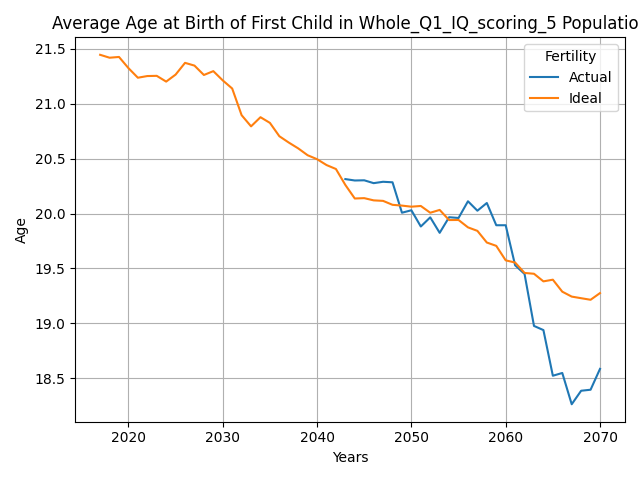 Average Age at Birth of First Child in Whole_Q1_IQ_scoring_5 Populatio
Fertility
Actual
Ideal
21.5
21.0
20.5
20.0
19.5
19.0
18.5
Age
2020 2030 2040 2050 2060 2070
Years